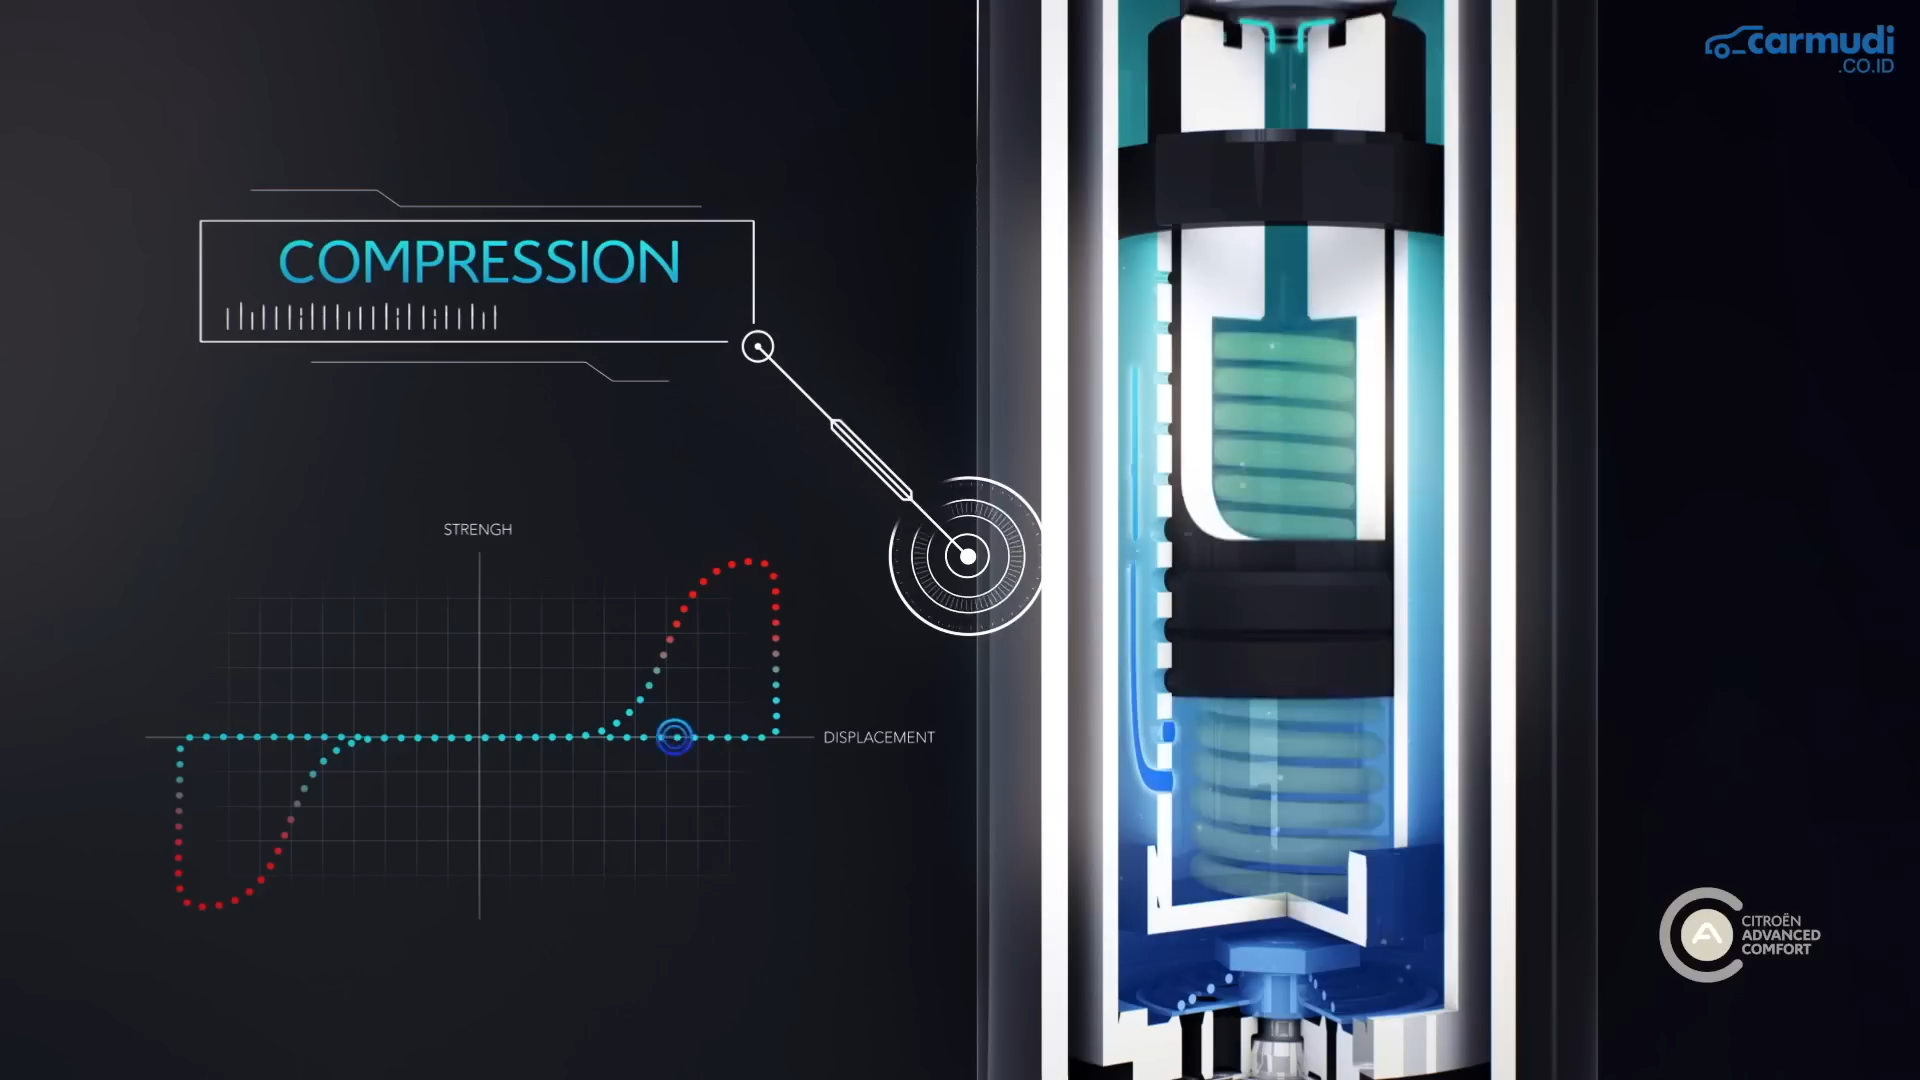 carmudi
.CO.ID
COMPRESSION
STRENGH
DISPLACEMENT
CITROËN
ADVANCED
COMFORT